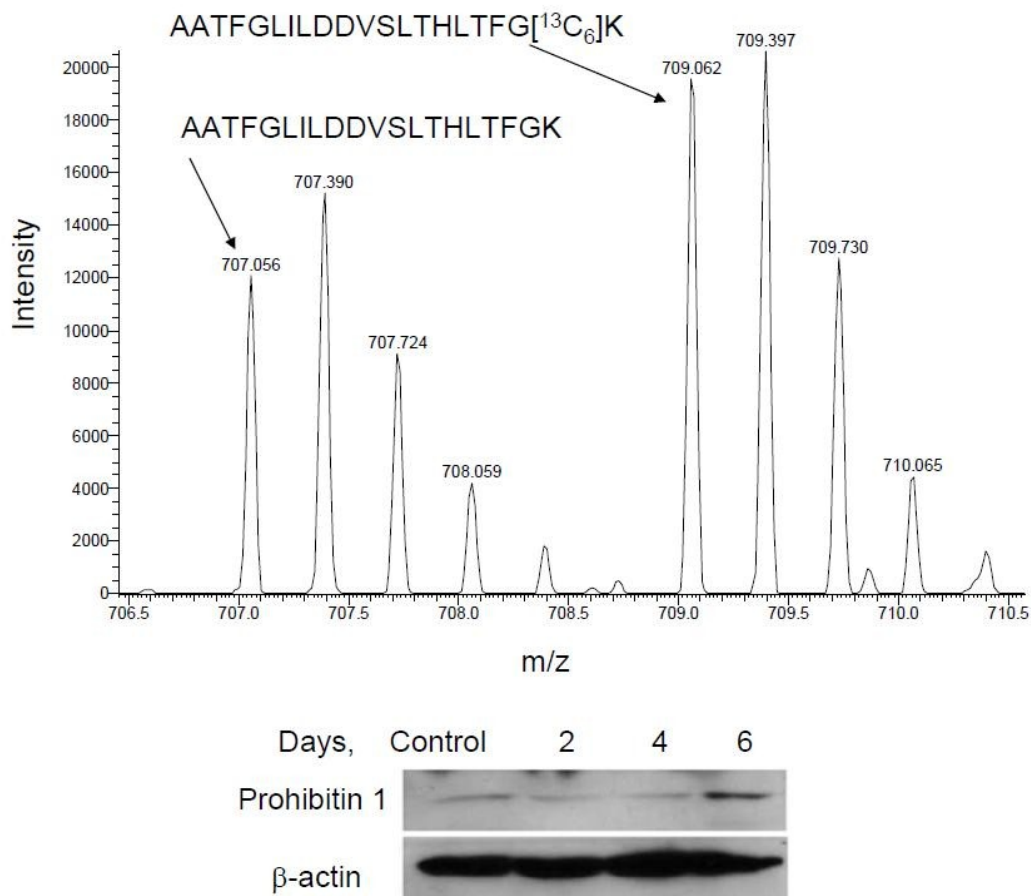 AATFGLILDDVSLTHLTFG[¹³C₆]K
AATFGLILDDVSLTHLTFGK
709.397
709.062
707.390
707.056
709.730
707.724
710.065
708.059
Intensity
20000
18000
16000
14000
12000
10000
8000
6000
4000
2000
0
706.5 707.0 707.5 708.0 708.5 709.0 709.5 710.0 710.5
m/z
Days, Control 2 4 6
Prohibitin 1
β-actin